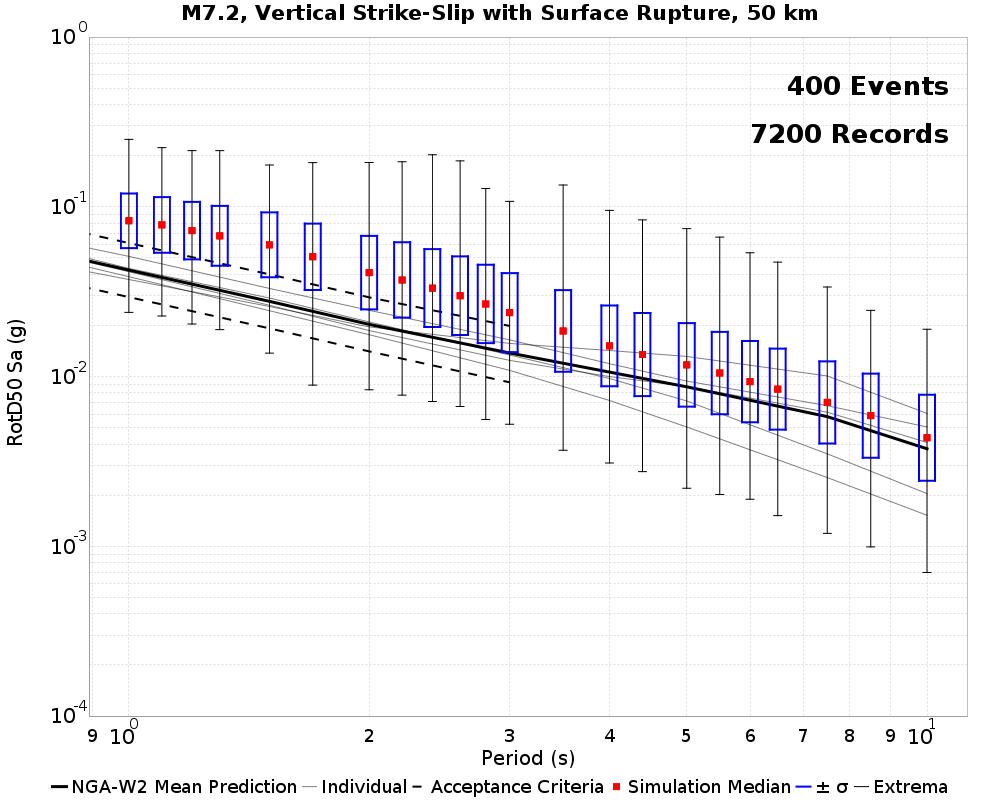 M7.2, Vertical Strike-Slip with Surface Rupture, 50 km
400 Events
7200 Records
RotD50 Sa (g)
10^0
10^-1
10^-2
10^-3
10^-4
9 10^0 2 3 4 5 6 7 8 9 10^1
Period (s)
NGA-W2 Mean Prediction Individual Acceptance Criteria Simulation Median ± σ Extrema